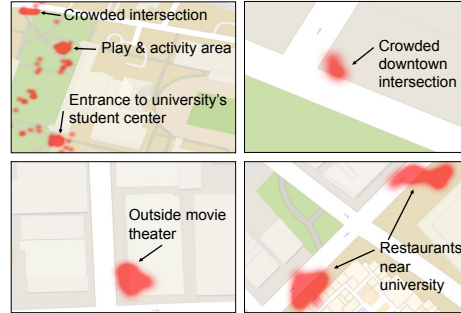 Crowded intersection
Play & activity area
Entrance to university's
student center
Crowded
downtown
intersection
Outside movie
theater
Restaurants
near
university